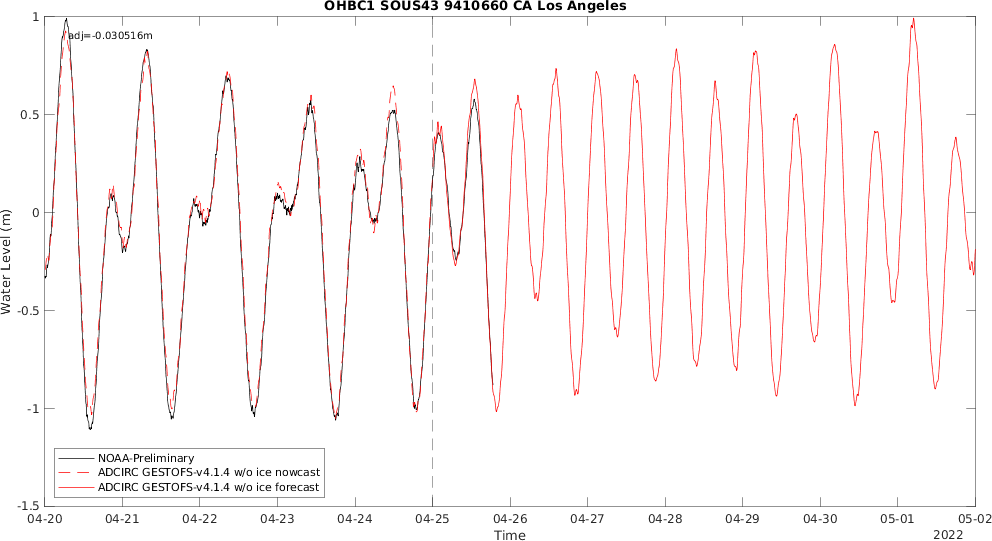 OHBC1 SOUS43 9410660 CA Los Angeles
adj=-0.030516m
1
0.5
0
-0.5
-1
-1.5
Water Level (m)
NOAA-Preliminary
ADCIRC GESTOFS-v4.1.4 w/o ice nowcast
ADCIRC GESTOFS-v4.1.4 w/o ice forecast
04-20 04-21 04-22 04-23 04-24 04-25 04-26 04-27 04-28 04-29 04-30 05-01 05-02
Time
2022